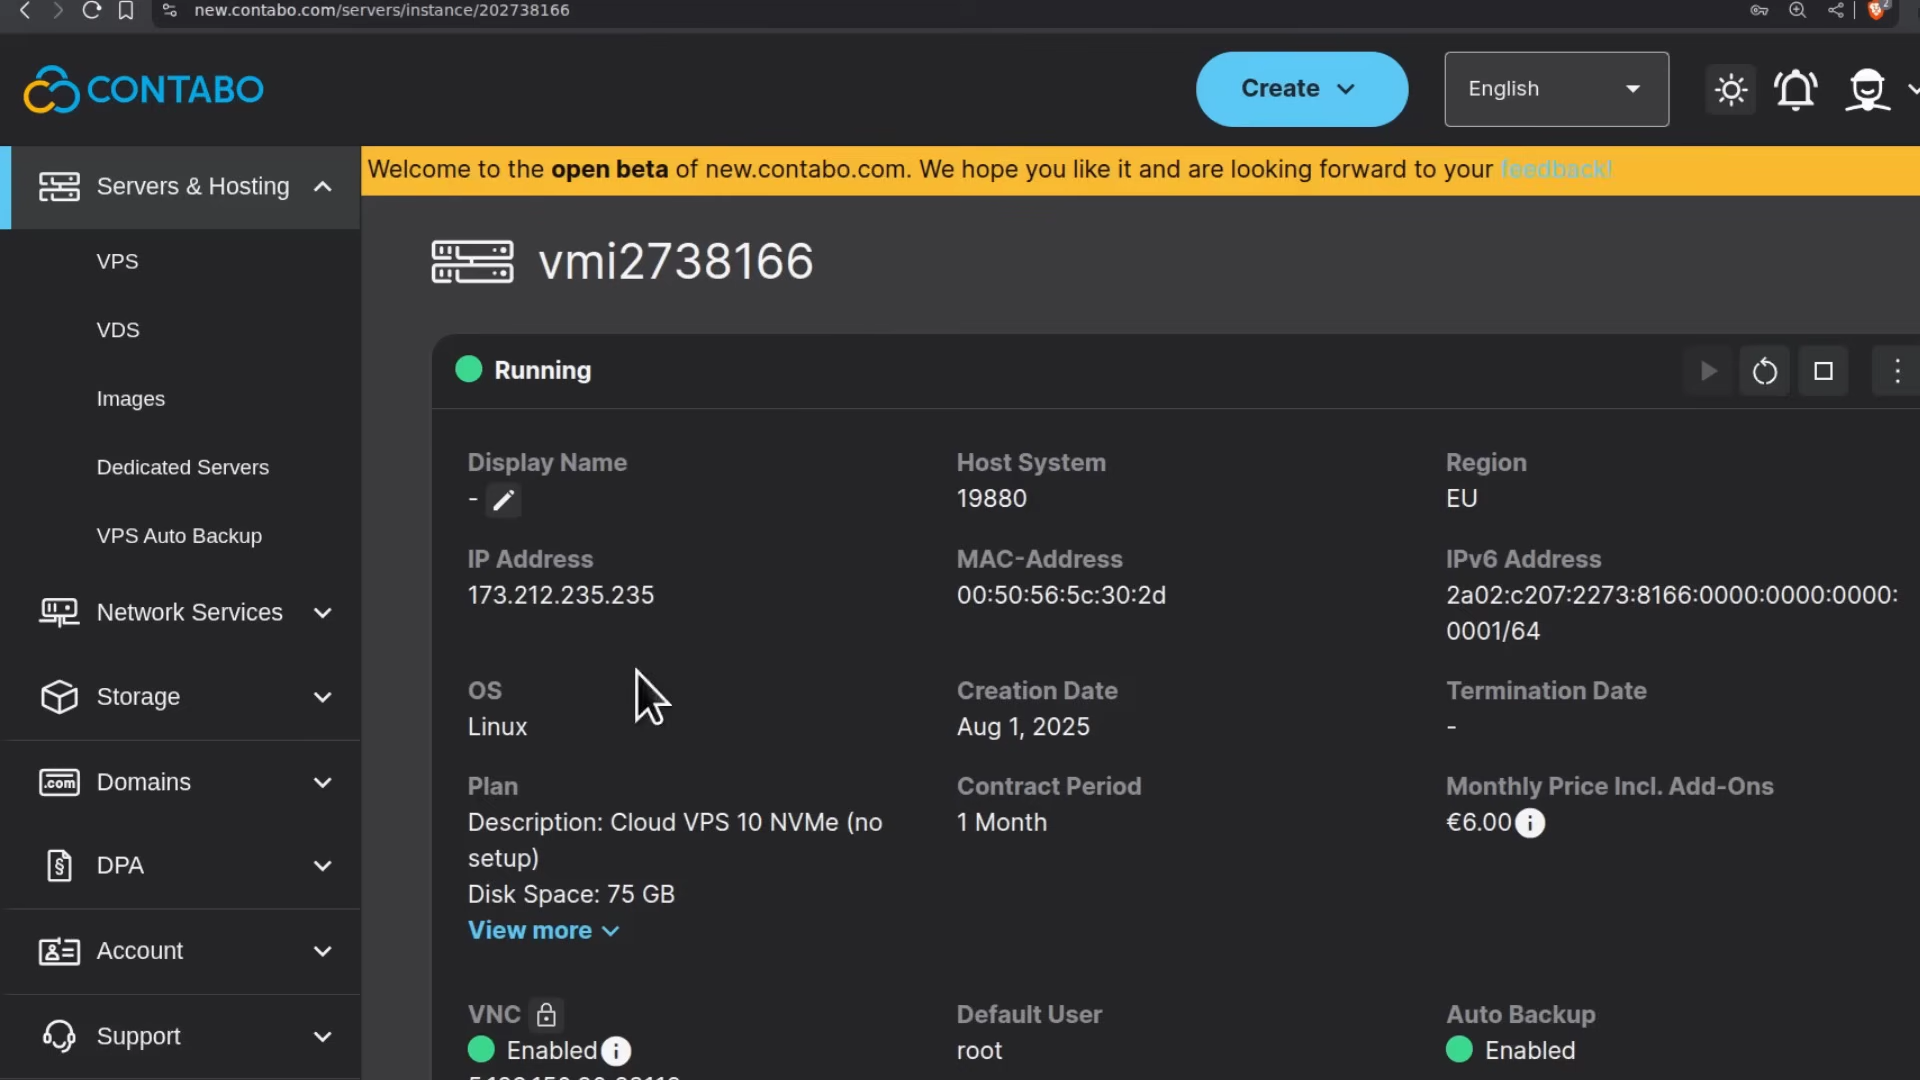 new.contabo.com/servers/instance/202738166
2
CONTABO
Create
English
Servers & Hosting
VPS
VDS
Images
Dedicated Servers
VPS Auto Backup
Network Services
Storage
.com
Domains
§
DPA
Account
Support
Welcome to the open beta of new.contabo.com. We hope you like it and are looking forward to your feedback!
vmi2738166
Running
Display Name
-
Host System
19880
Region
EU
IP Address
173.212.235.235
MAC-Address
00:50:56:5c:30:2d
IPv6 Address
2a02:c207:2273:8166:0000:0000:0000:
0001/64
OS
Linux
Creation Date
Aug 1, 2025
Termination Date
-
Plan
Description: Cloud VPS 10 NVMe (no
setup)
Disk Space: 75 GB
View more
Contract Period
1 Month
Monthly Price Incl. Add-Ons
€6.00
VNC
Enabled
Default User
root
Auto Backup
Enabled